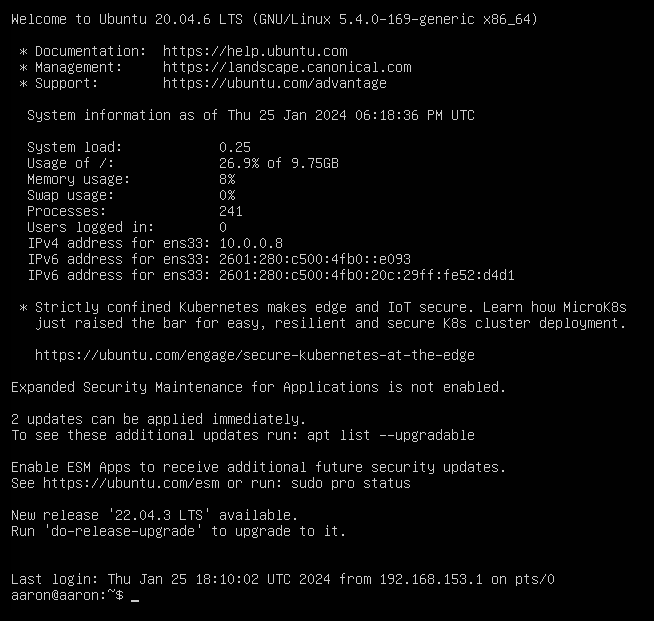 Welcome to Ubuntu 20.04.6 LTS (GNU/Linux 5.4.0-169-generic x86_64)
* Documentation: https://help.ubuntu.com
* Management: https://landscape.canonical.com
* Support: https://ubuntu.com/advantage
System information as of Thu 25 Jan 2024 06:18:36 PM UTC
System load: 0.25
Usage of /: 26.9% of 9.75GB
Memory usage: 8%
Swap usage: 0%
Processes: 241
Users logged in: 0
IPv4 address for ens33: 10.0.0.8
IPv6 address for ens33: 2601:280:c500:4fb0::e093
IPv6 address for ens33: 2601:280:c500:4fb0:20c:29ff:fe52:d4d1
* Strictly confined Kubernetes makes edge and IoT secure. Learn how MicroK8s
just raised the bar for easy, resilient and secure K8s cluster deployment.
https://ubuntu.com/engage/secure-kubernetes-at-the-edge
Expanded Security Maintenance for Applications is not enabled.
2 updates can be applied immediately.
To see these additional updates run: apt list --upgradable
Enable ESM Apps to receive additional future security updates.
See https://ubuntu.com/esm or run: sudo pro status
New release '22.04.3 LTS' available.
Run 'do-release-upgrade' to upgrade to it.
Last login: Thu Jan 25 18:10:02 UTC 2024 from 192.168.153.1 on pts/0
aaron@aaron:~$ _